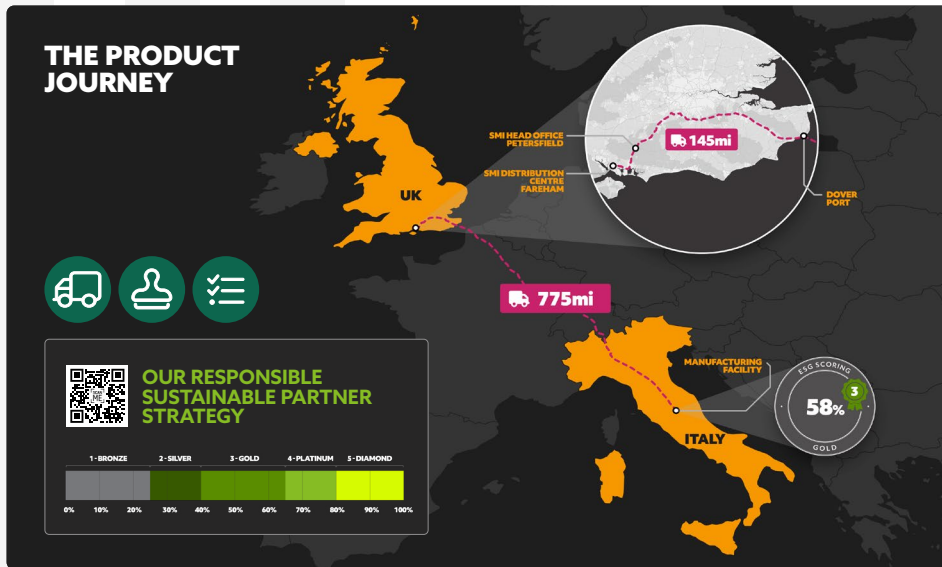 THE PRODUCT
JOURNEY
SMI HEAD OFFICE
PETERSFIELD
145mi
SMI DISTRIBUTION
CENTRE
FAREHAM
DOVER
PORT
UK
775mi
MANUFACTURING
FACILITY
ESG SCORING
3
58%
GOLD
ITALY
OUR RESPONSIBLE
SUSTAINABLE PARTNER
STRATEGY
1 - BRONZE 2 - SILVER 3 - GOLD 4 - PLATINUM 5 - DIAMOND
0% 10% 20% 30% 40% 50% 60% 70% 80% 90% 100%